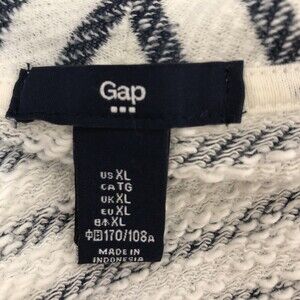 Gap
US XL
CA TG
UK XL
EU XL
日本 XL
中国 170/108A
MADE IN
INDONESIA